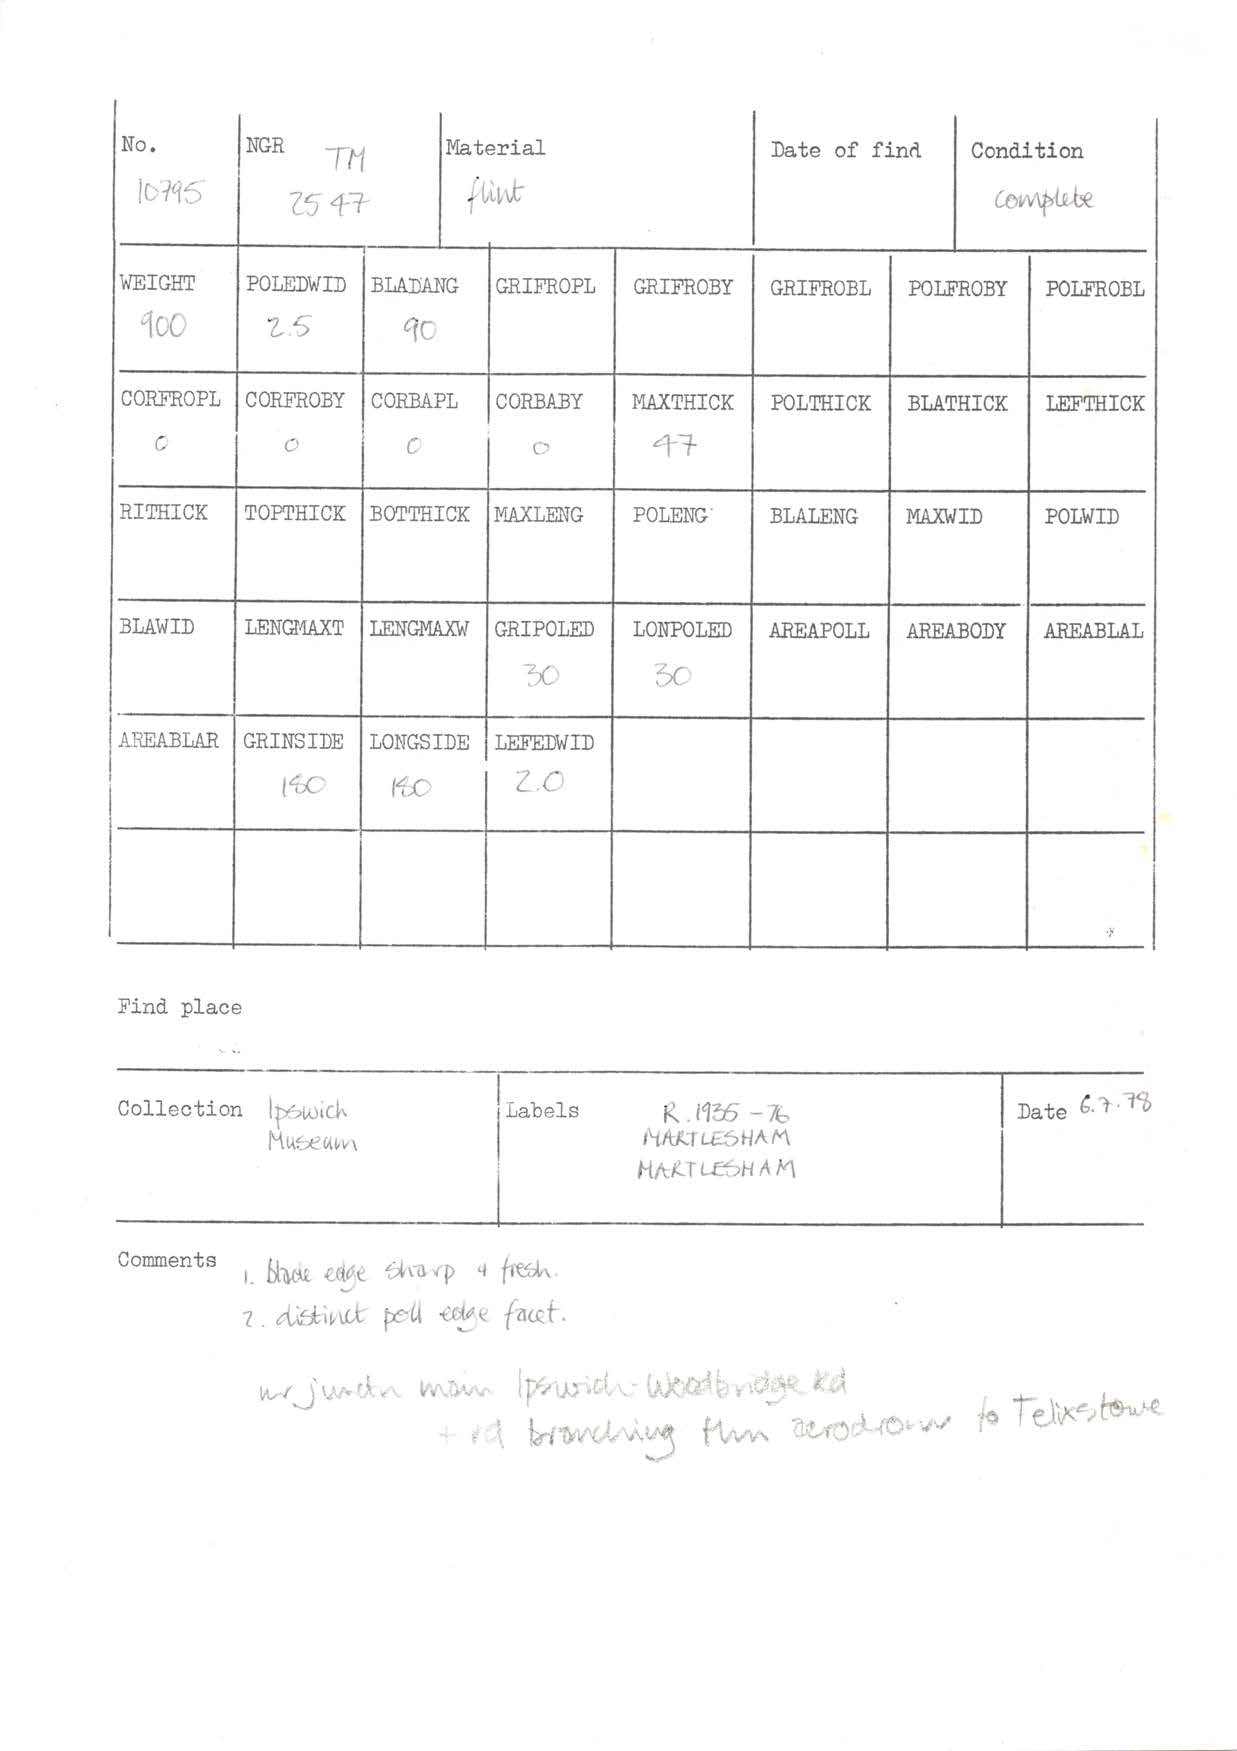 No. NGR TM Material Date of find Condition
10795 25 47 flint complete
WEIGHT POLEDWID BLADANG GRIFROPL GRIFROBY GRIFROBL POLFROBY POLFROBL
900 2.5 90
CORFROPL CORFROBY CORBAPL CORBABY MAXTHICK POLTHICK BLATHICK LEFTHICK
0 0 0 0 47
RITHICK TOPTHICK BOTTHICK MAXLENG POLENG BLALENG MAXWID POLWID
BLAWID LENGMAXT LENGMAXW GRIPOLED LONPOLED AREAPOLL AREABODY AREABLAL
30 30
AREABLAR GRINSIDE LONGSIDE LEFEDWID
180 180 2.0
Find place
Collection Ipswich Labels R.1935-76 Date 6.7.78
Museum MARTLESHAM
MARTLESHAM
Comments 1. blade edge sharp & fresh.
2. distinct poll edge facet.
nr junctn main Ipswich-Woodbridge Rd
+ rd branching thru aerodrome to Felixstowe